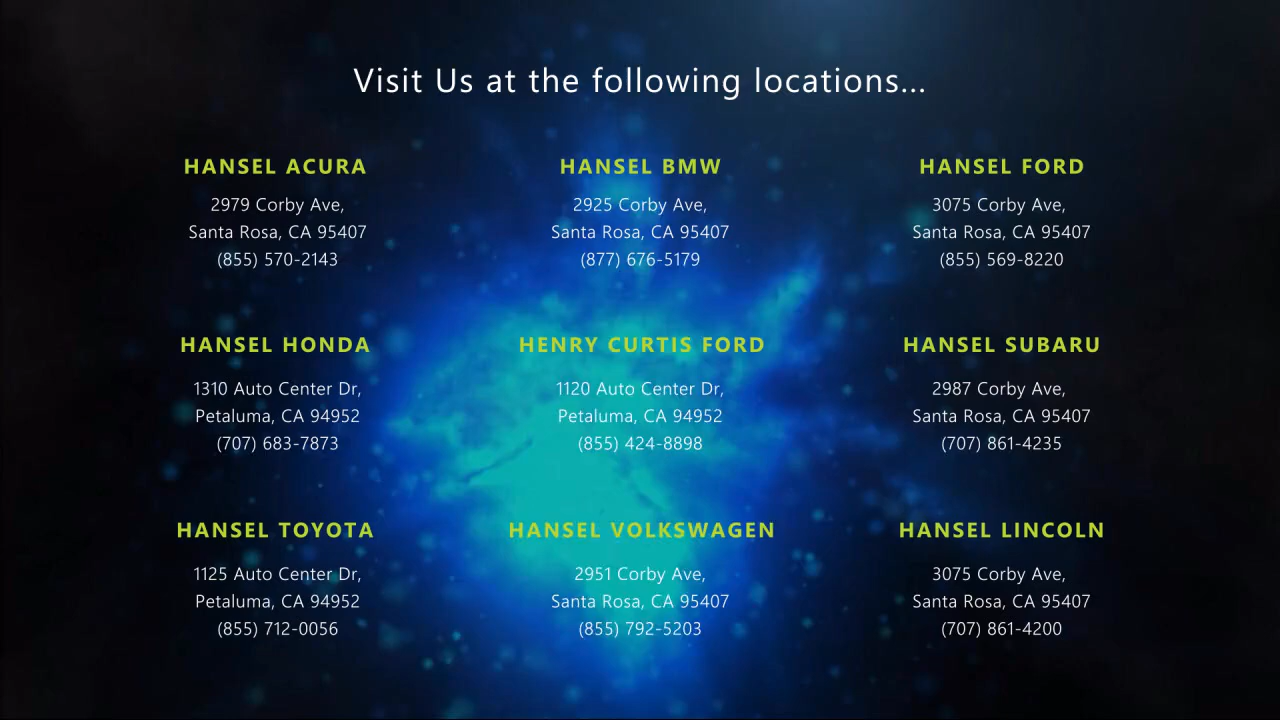 Visit Us at the following locations...
HANSEL ACURA
2979 Corby Ave,
Santa Rosa, CA 95407
(855) 570-2143
HANSEL BMW
2925 Corby Ave,
Santa Rosa, CA 95407
(877) 676-5179
HANSEL FORD
3075 Corby Ave,
Santa Rosa, CA 95407
(855) 569-8220
HANSEL HONDA
1310 Auto Center Dr,
Petaluma, CA 94952
(707) 683-7873
HENRY CURTIS FORD
1120 Auto Center Dr,
Petaluma, CA 94952
(855) 424-8898
HANSEL SUBARU
2987 Corby Ave,
Santa Rosa, CA 95407
(707) 861-4235
HANSEL TOYOTA
1125 Auto Center Dr,
Petaluma, CA 94952
(855) 712-0056
HANSEL VOLKSWAGEN
2951 Corby Ave,
Santa Rosa, CA 95407
(855) 792-5203
HANSEL LINCOLN
3075 Corby Ave,
Santa Rosa, CA 95407
(707) 861-4200